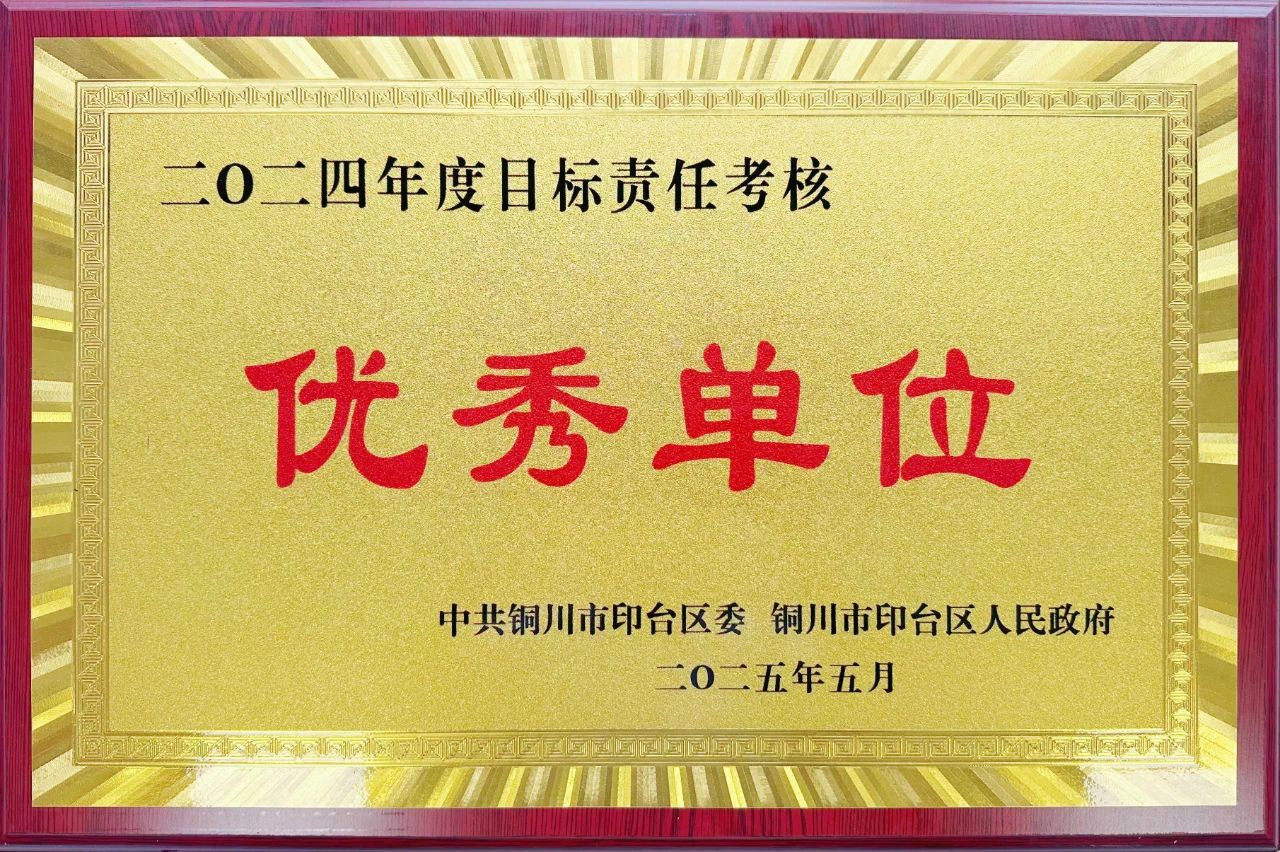 二〇二四年度目标责任考核
优秀单位
中共铜川市印台区委 铜川市印台区人民政府
二〇二五年五月